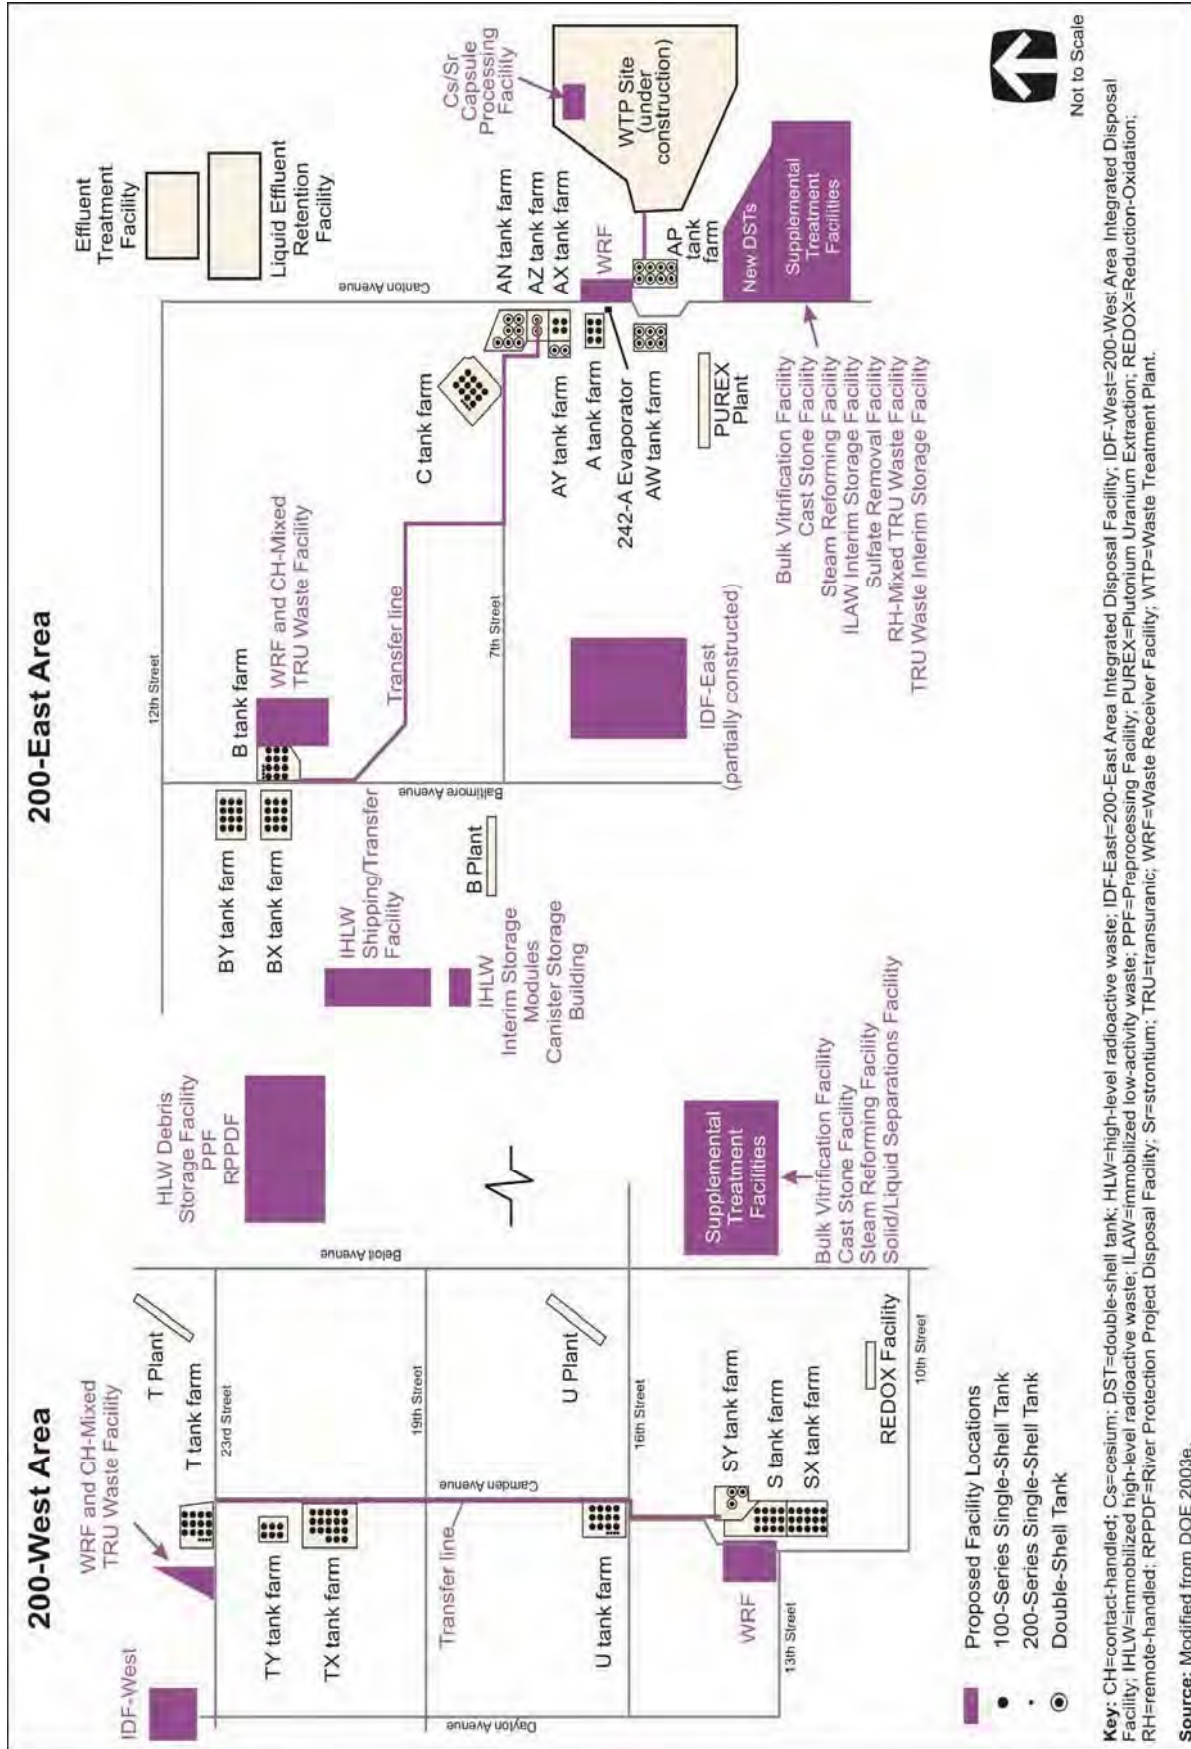 200-West Area
200-East Area
IDF-West
WRF and CH-Mixed
TRU Waste Facility
T Plant
T tank farm
23rd Street
TY tank farm
TX tank farm
Transfer line
Camden Avenue
19th Street
Dayton Avenue
Beloit Avenue
U Plant
U tank farm
16th Street
SY tank farm
S tank farm
SX tank farm
WRF
13th Street
REDOX Facility
10th Street
HLW Debris
Storage Facility
PPF
RPPDF
Supplemental
Treatment
Facilities
Bulk Vitrification Facility
Cast Stone Facility
Steam Reforming Facility
Solid/Liquid Separations Facility
12th Street
BY tank farm
BX tank farm
B tank farm
WRF and CH-Mixed
TRU Waste Facility
IHLW
Shipping/Transfer
Facility
IHLW
Interim Storage
Modules
Canister Storage
Building
B Plant
Baltimore Avenue
Transfer line
7th Street
IDF-East
(partially constructed)
Effluent
Treatment
Facility
Liquid Effluent
Retention
Facility
Canton Avenue
C tank farm
AN tank farm
AZ tank farm
AX tank farm
AY tank farm
A tank farm
242-A Evaporator
AW tank farm
WRF
AP
tank
farm
PUREX
Plant
Cs/Sr
Capsule
Processing
Facility
WTP Site
(under
construction)
New DSTs
Supplemental
Treatment
Facilities
Bulk Vitrification Facility
Cast Stone Facility
Steam Reforming Facility
ILAW Interim Storage Facility
Sulfate Removal Facility
RH-Mixed TRU Waste Facility
TRU Waste Interim Storage Facility
Not to Scale
Proposed Facility Locations
100-Series Single-Shell Tank
200-Series Single-Shell Tank
Double-Shell Tank
Key: CH=contact-handled; Cs=cesium; DST=double-shell tank; HLW=high-level radioactive waste; IDF-East=200-East Area Integrated Disposal Facility; IDF-West=200-West Area Integrated Disposal
Facility; IHLW=immobilized high-level radioactive waste; ILAW=immobilized low-activity waste; PPF=Preprocessing Facility; PUREX=Plutonium Uranium Extraction; REDOX=Reduction-Oxidation;
RH=remote-handled; RPPDF=River Protection Project Disposal Facility; Sr=strontium; TRU=transuranic; WRF=Waste Receiver Facility; WTP=Waste Treatment Plant.
Source: Modified from DOE 2003e.